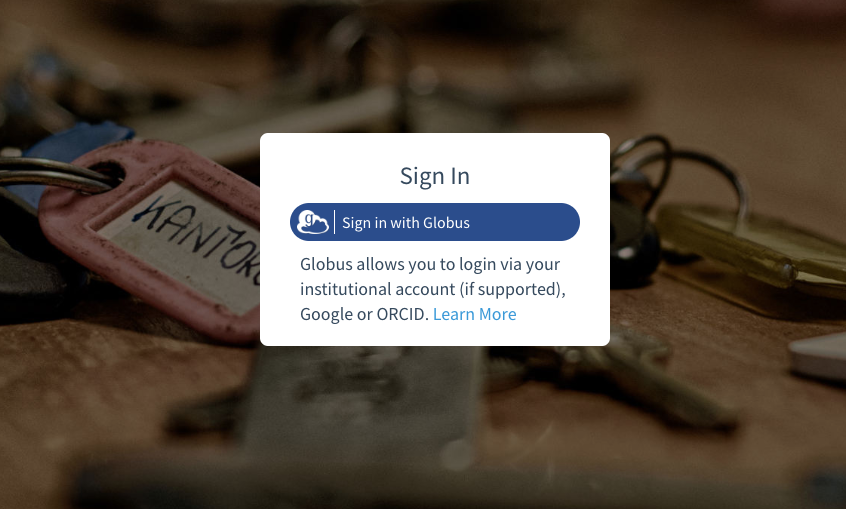 Sign In
g
Sign in with Globus
Globus allows you to login via your
institutional account (if supported),
Google or ORCID. Learn More